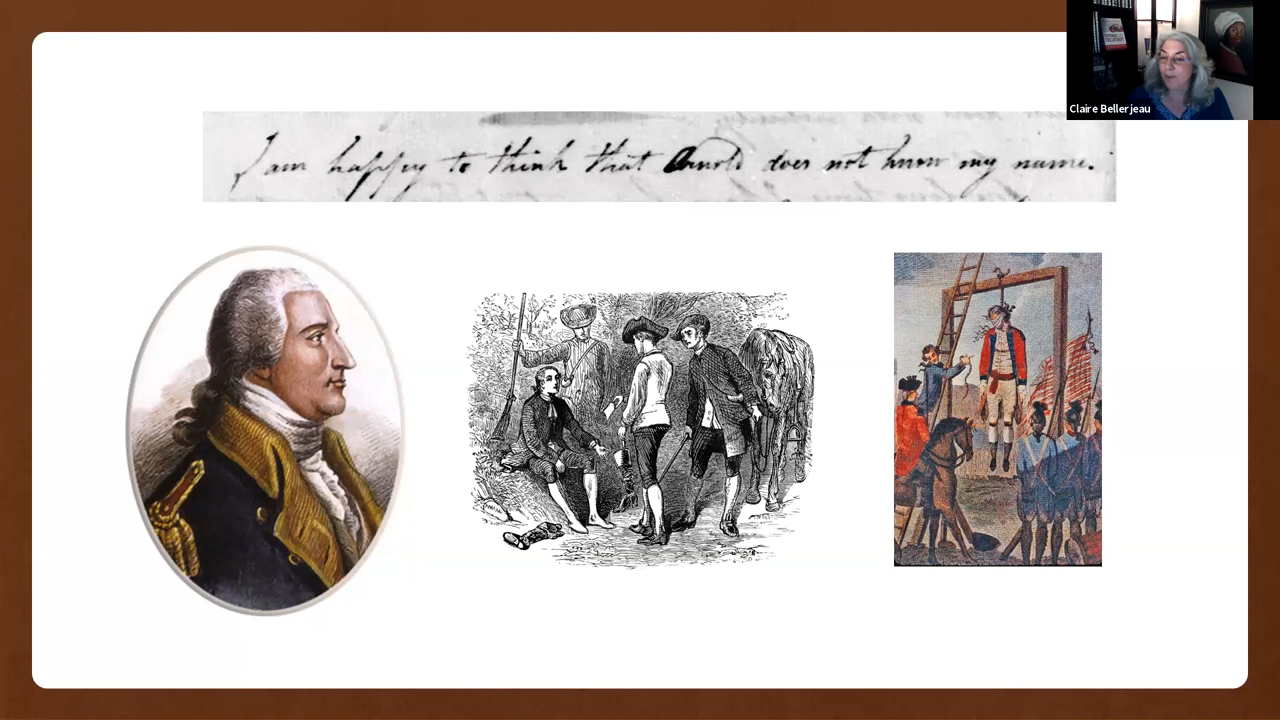 Claire Bellerjeau
I am happy to think that Arnold does not know my name.